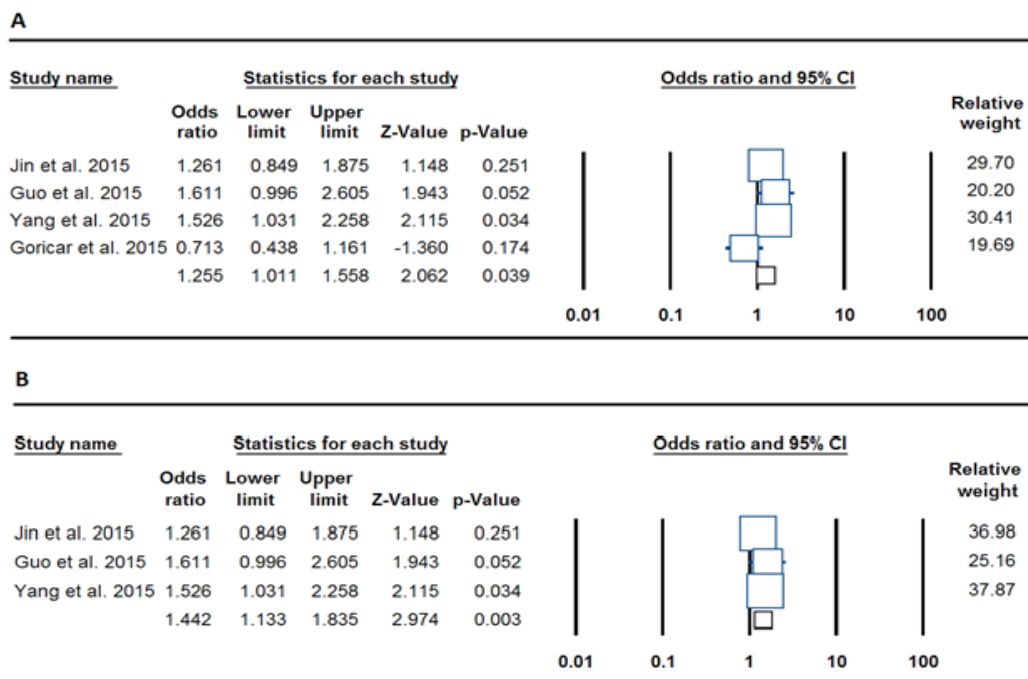 A
Study name Statistics for each study Odds ratio and 95% CI
Odds Lower Upper Relative
ratio limit limit Z-Value p-Value weight
Jin et al. 2015 1.261 0.849 1.875 1.148 0.251 29.70
Guo et al. 2015 1.611 0.996 2.605 1.943 0.052 20.20
Yang et al. 2015 1.526 1.031 2.258 2.115 0.034 30.41
Goricar et al. 2015 0.713 0.438 1.161 -1.360 0.174 19.69
1.255 1.011 1.558 2.062 0.039
0.01 0.1 1 10 100
B
Study name Statistics for each study Odds ratio and 95% CI
Odds Lower Upper Relative
ratio limit limit Z-Value p-Value weight
Jin et al. 2015 1.261 0.849 1.875 1.148 0.251 36.98
Guo et al. 2015 1.611 0.996 2.605 1.943 0.052 25.16
Yang et al. 2015 1.526 1.031 2.258 2.115 0.034 37.87
1.442 1.133 1.835 2.974 0.003
0.01 0.1 1 10 100